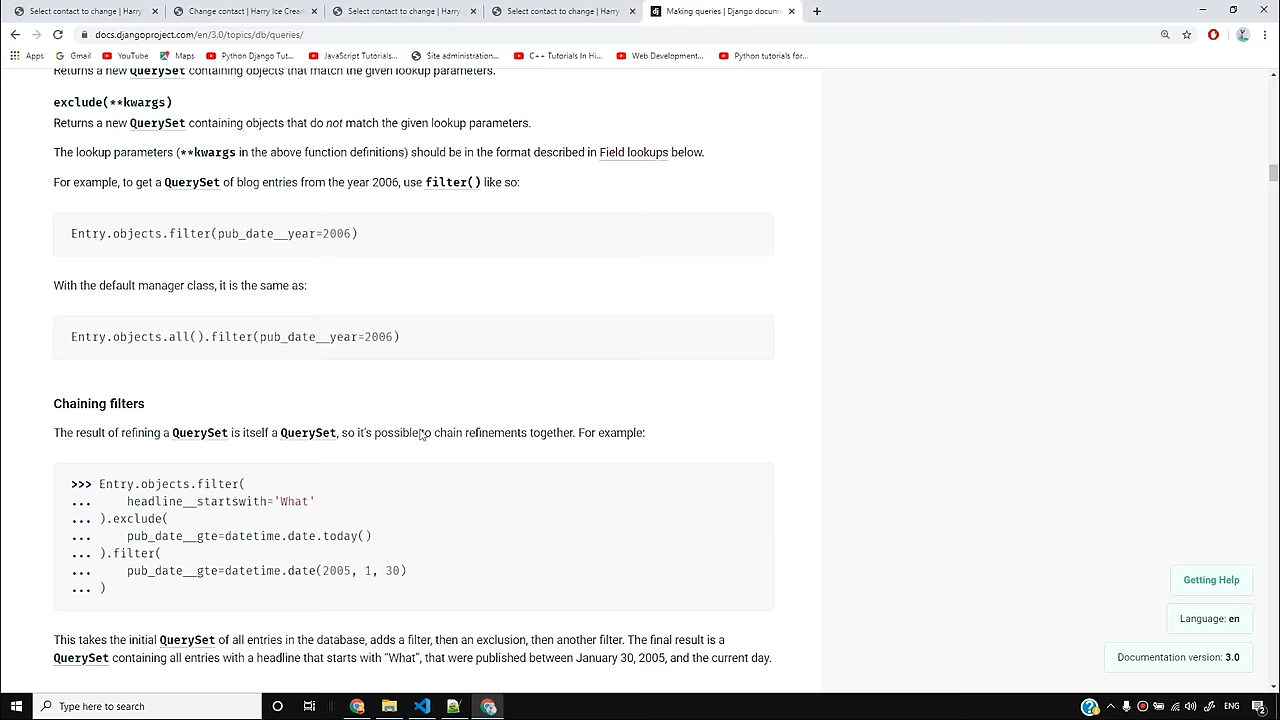 Select contact to change | Harry
Change contact | Harry Ice Cream
Select contact to change | Harry
Select contact to change | Harry
Making queries | Django docume
docs.djangoproject.com/en/3.0/topics/db/queries/
Apps
Gmail
YouTube
Maps
Python Django Tut...
JavaScript Tutorials...
Site administration...
C++ Tutorials In Hi...
Web Development...
Python tutorials for...
Returns a new QuerySet containing objects that match the given lookup parameters.
exclude(**kwargs)
Returns a new QuerySet containing objects that do not match the given lookup parameters.
The lookup parameters (**kwargs in the above function definitions) should be in the format described in Field lookups below.
For example, to get a QuerySet of blog entries from the year 2006, use filter() like so:
Entry.objects.filter(pub_date__year=2006)
With the default manager class, it is the same as:
Entry.objects.all().filter(pub_date__year=2006)
Chaining filters
The result of refining a QuerySet is itself a QuerySet, so it's possible to chain refinements together. For example:
>>> Entry.objects.filter(
... headline__startswith='What'
... ).exclude(
... pub_date__gte=datetime.date.today()
... ).filter(
... pub_date__gte=datetime.date(2005, 1, 30)
... )
This takes the initial QuerySet of all entries in the database, adds a filter, then an exclusion, then another filter. The final result is a
QuerySet containing all entries with a headline that starts with “What”, that were published between January 30, 2005, and the current day.
Getting Help
Language: en
Documentation version: 3.0
Type here to search
ENG